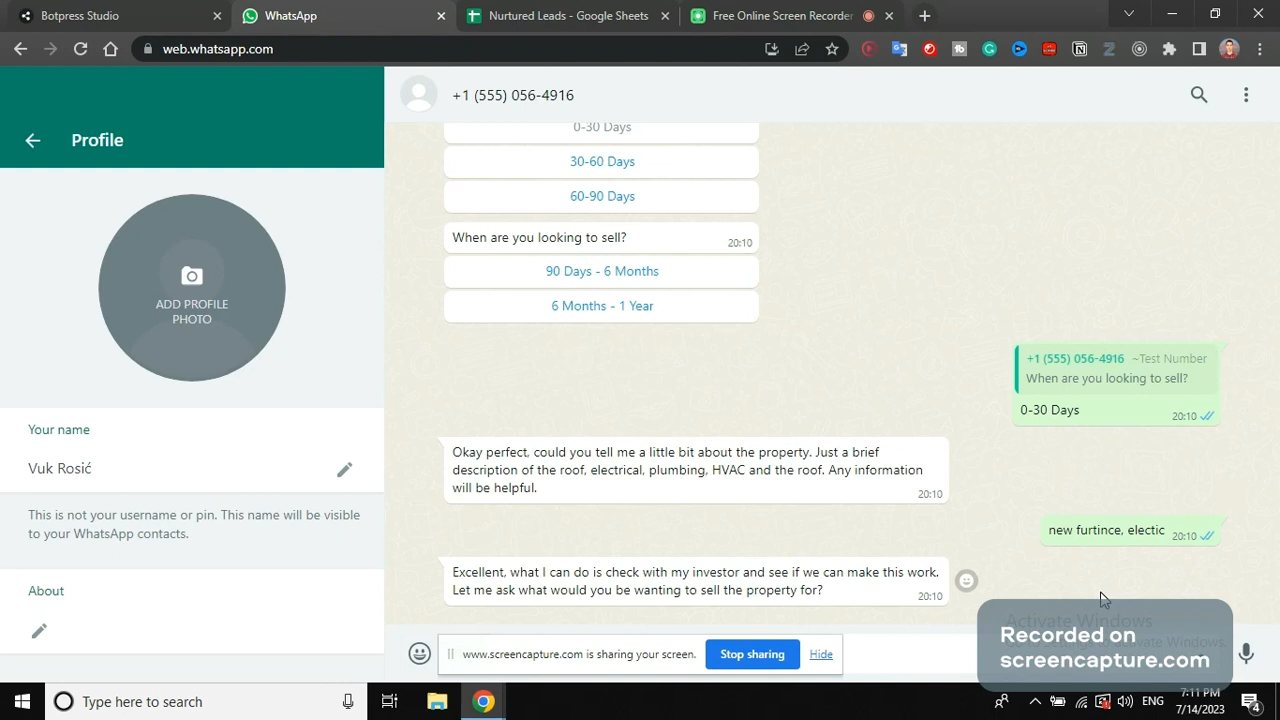 Botpress Studio
WhatsApp
Nurtured Leads - Google Sheets
Free Online Screen Recorder
web.whatsapp.com
Profile
+1 (555) 056-4916
ADD PROFILE
PHOTO
Your name
Vuk Rosić
This is not your username or pin. This name will be visible
to your WhatsApp contacts.
About
0-30 Days
30-60 Days
60-90 Days
When are you looking to sell?
20:10
90 Days - 6 Months
6 Months - 1 Year
+1 (555) 056-4916 ~Test Number
When are you looking to sell?
0-30 Days
20:10
Okay perfect, could you tell me a little bit about the property. Just a brief
description of the roof, electrical, plumbing, HVAC and the roof. Any information
will be helpful.
20:10
new furtince, electic
20:10
Excellent, what I can do is check with my investor and see if we can make this work.
Let me ask what would you be wanting to sell the property for?
20:10
www.screencapture.com is sharing your screen.
Stop sharing
Hide
Activate Windows
Go to Settings to activate Windows.
Recorded on
screencapture.com
Type here to search
ENG
7:11 PM
7/14/2023
4